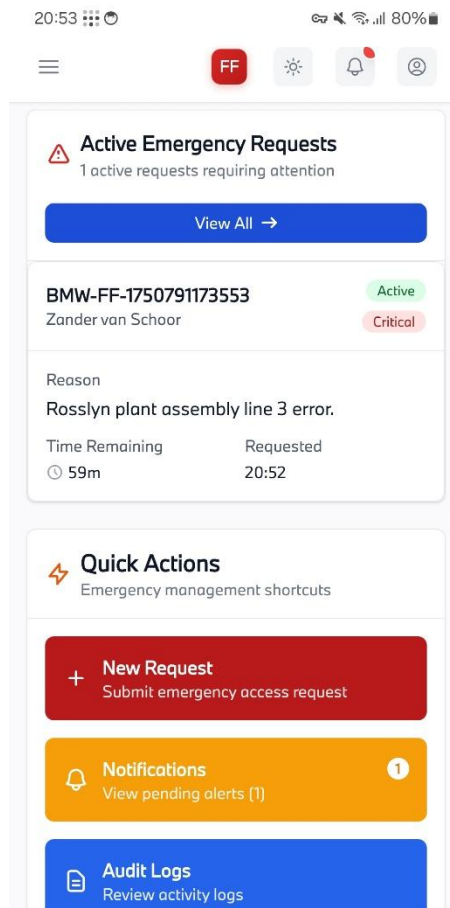 20:53 80%
FF
Active Emergency Requests
1 active requests requiring attention
View All →
BMW-FF-1750791173553 Active
Zander van Schoor Critical
Reason
Rosslyn plant assembly line 3 error.
Time Remaining Requested
59m 20:52
Quick Actions
Emergency management shortcuts
New Request
Submit emergency access request
Notifications 1
View pending alerts (1)
Audit Logs
Review activity logs